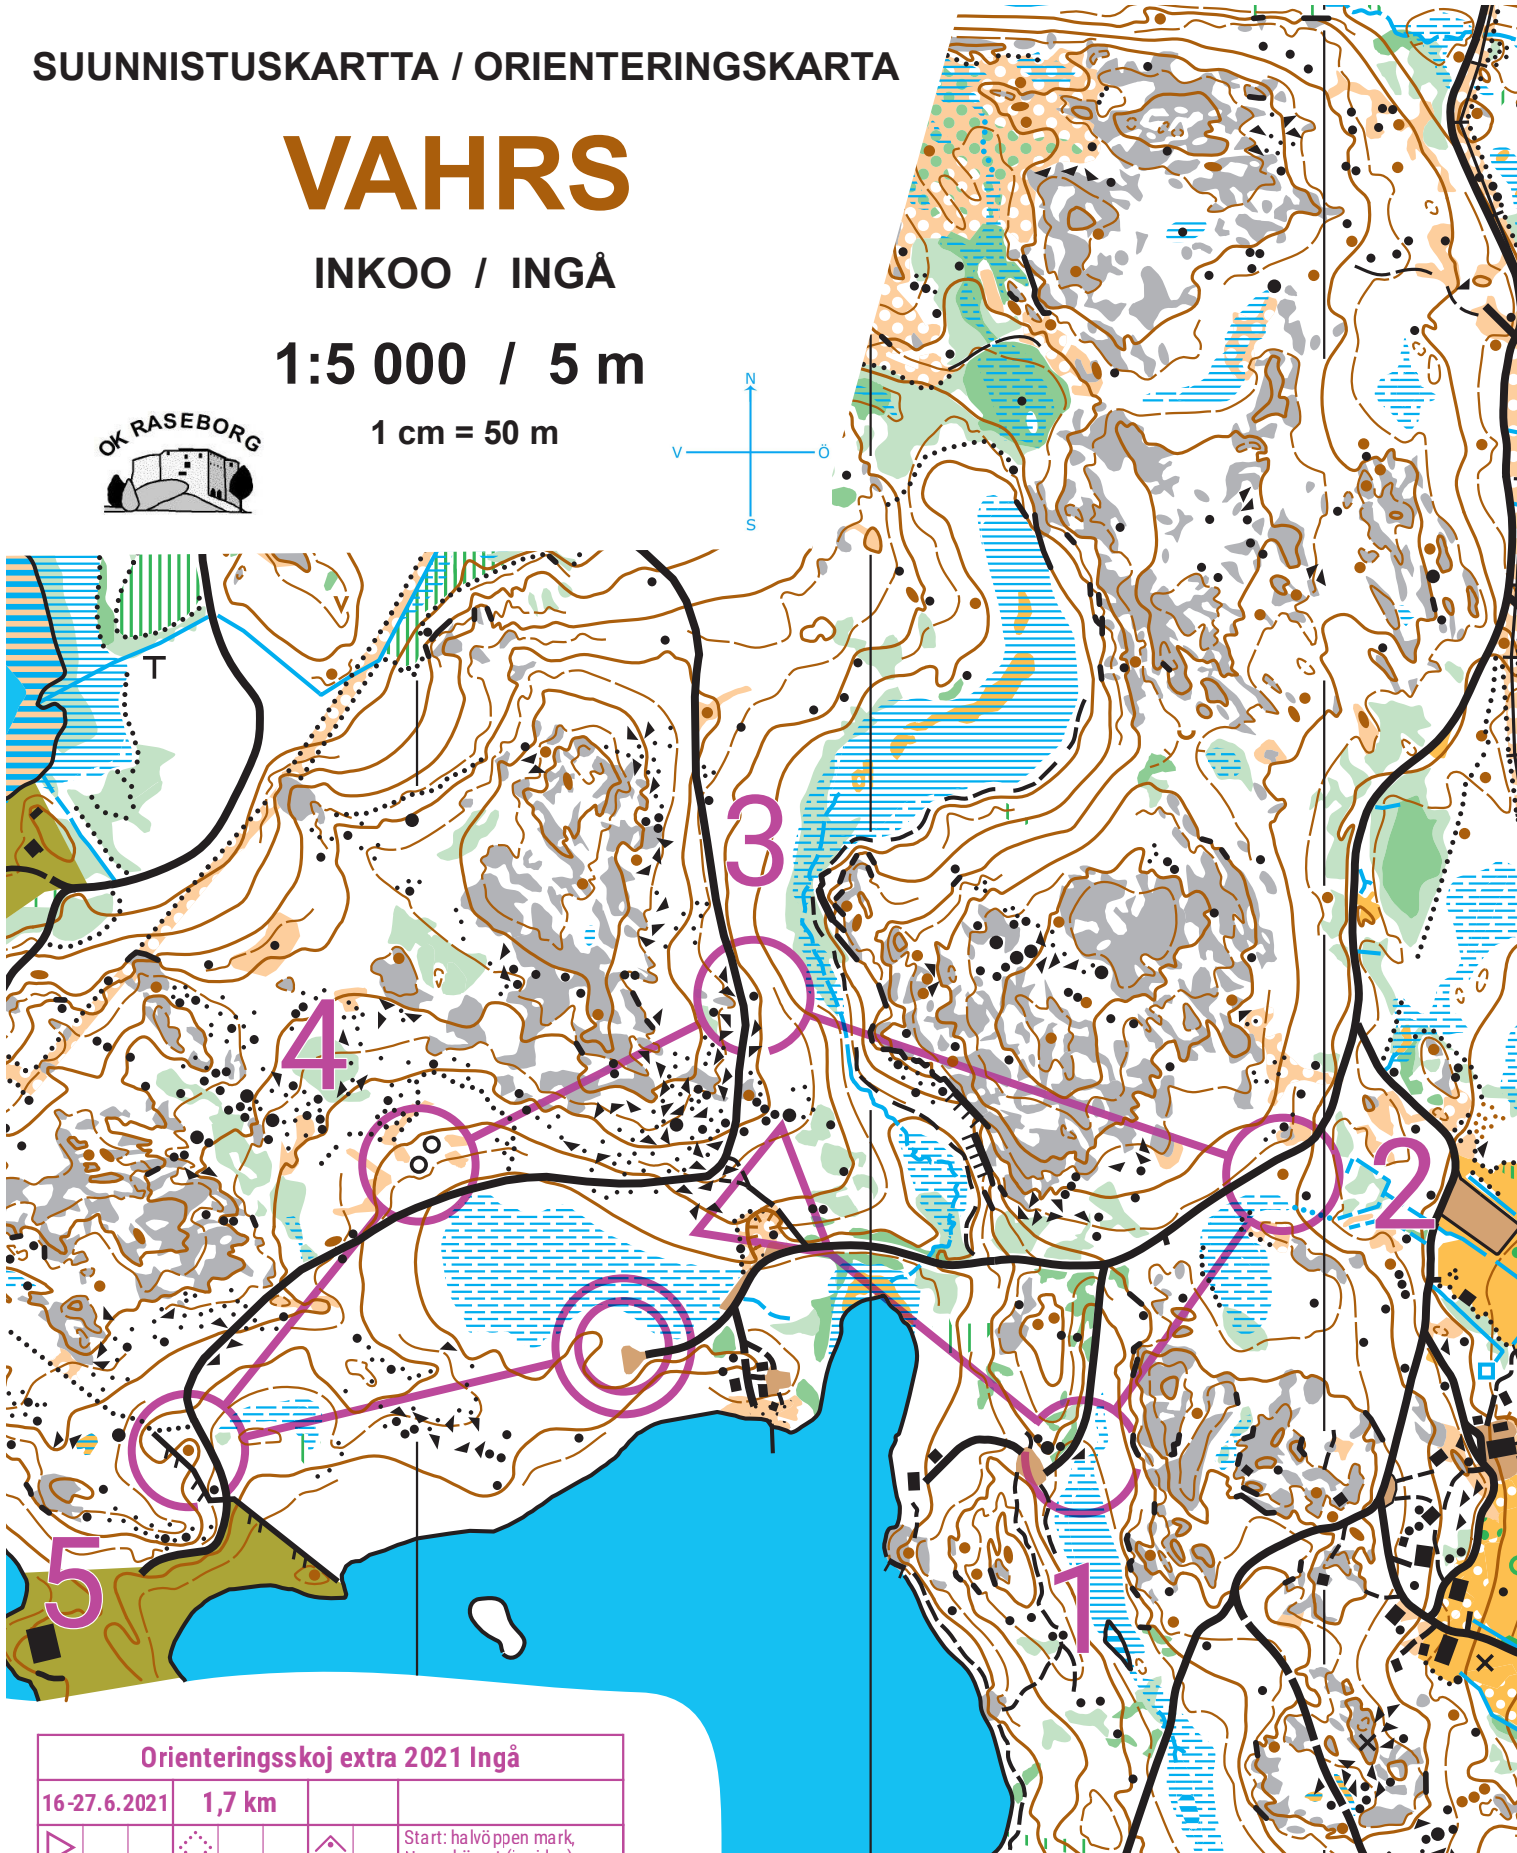 SUUNNISTUSKARTTA / ORIENTERINGSKARTA
VAHRS
INKOO / INGÅ
1:5 000 / 5 m
1 cm = 50 m
OK RASEBORG
N
V Ö
S
3
4
2
5
1
Orienteringsskoj extra 2021 Ingå
16-27.6.2021 1,7 km
Start: halvöppen mark,